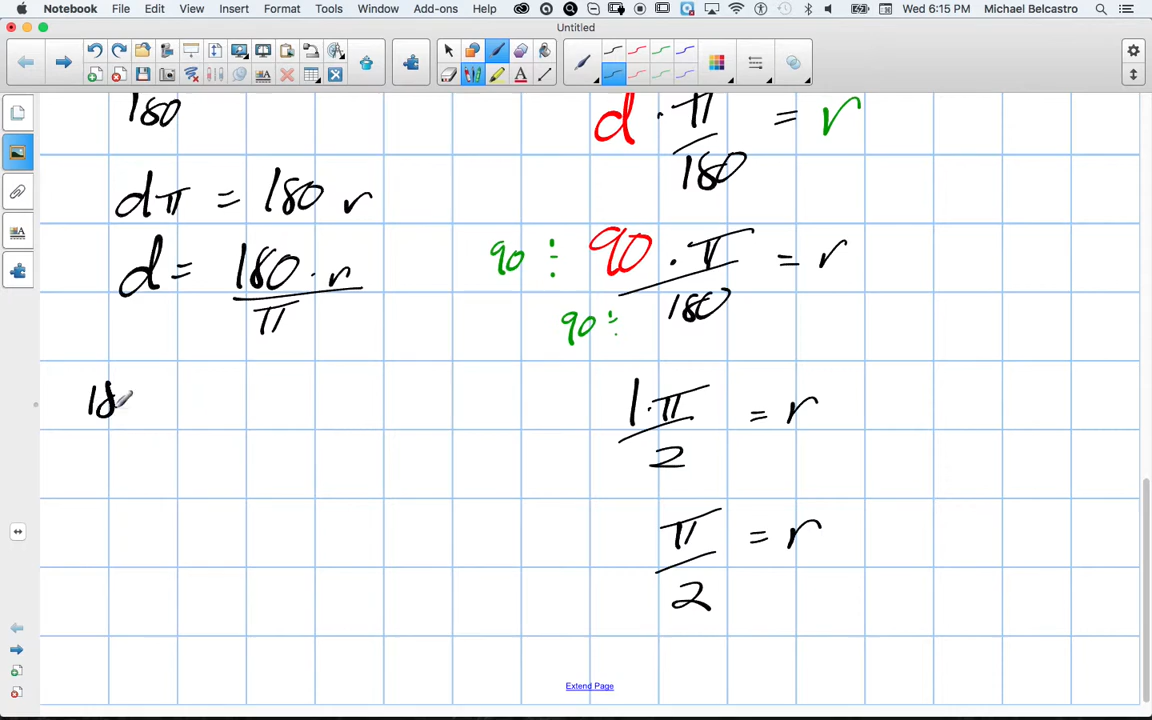 Notebook File Edit View Insert Format Tools Window Add-ons Help Wed 6:15 PM Michael Belcastro
Untitled
180
dπ = 180 r
d = 180 · r
π
18
d · π = r
180
90 ÷ 90 · π = r
90 ÷ 180
1 · π = r
2
π = r
2
Extend Page